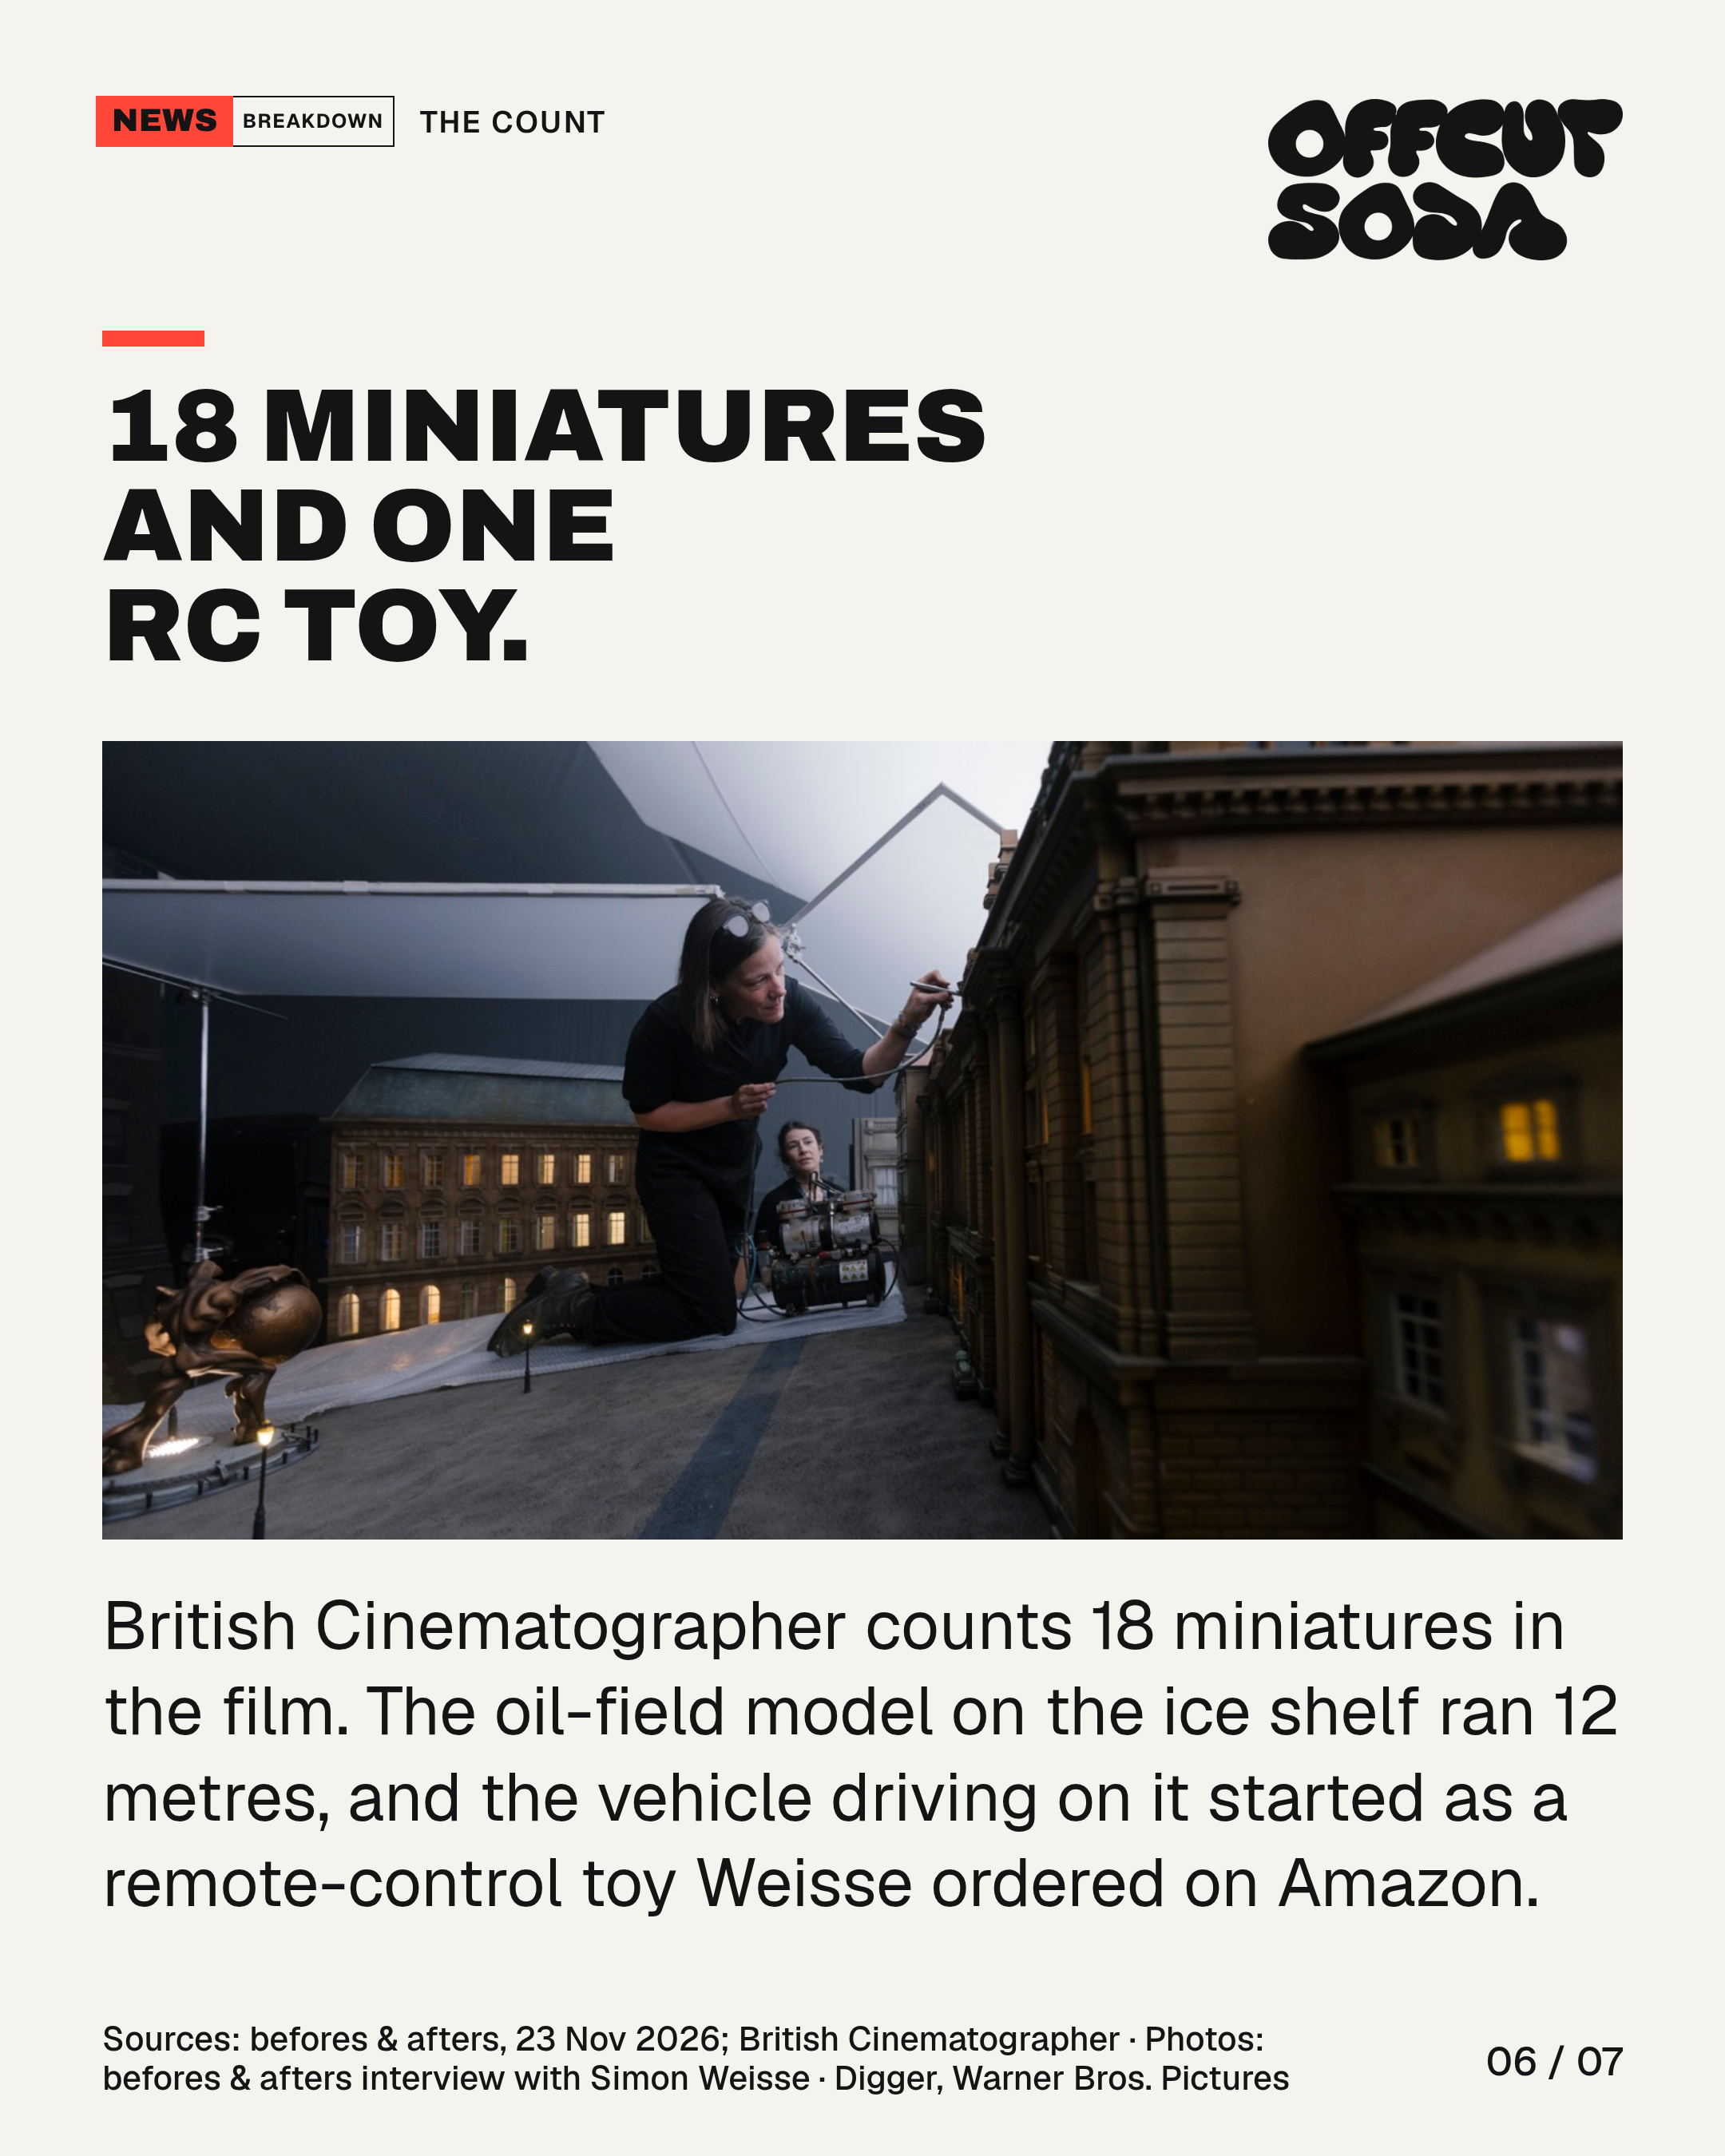 NEWS BREAKDOWN THE COUNT
OFFCUT
SODA
18 MINIATURES
AND ONE
RC TOY.
British Cinematographer counts 18 miniatures in
the film. The oil-field model on the ice shelf ran 12
metres, and the vehicle driving on it started as a
remote-control toy Weisse ordered on Amazon.
Sources: befores & afters, 23 Nov 2026; British Cinematographer · Photos:
befores & afters interview with Simon Weisse · Digger, Warner Bros. Pictures
06 / 07